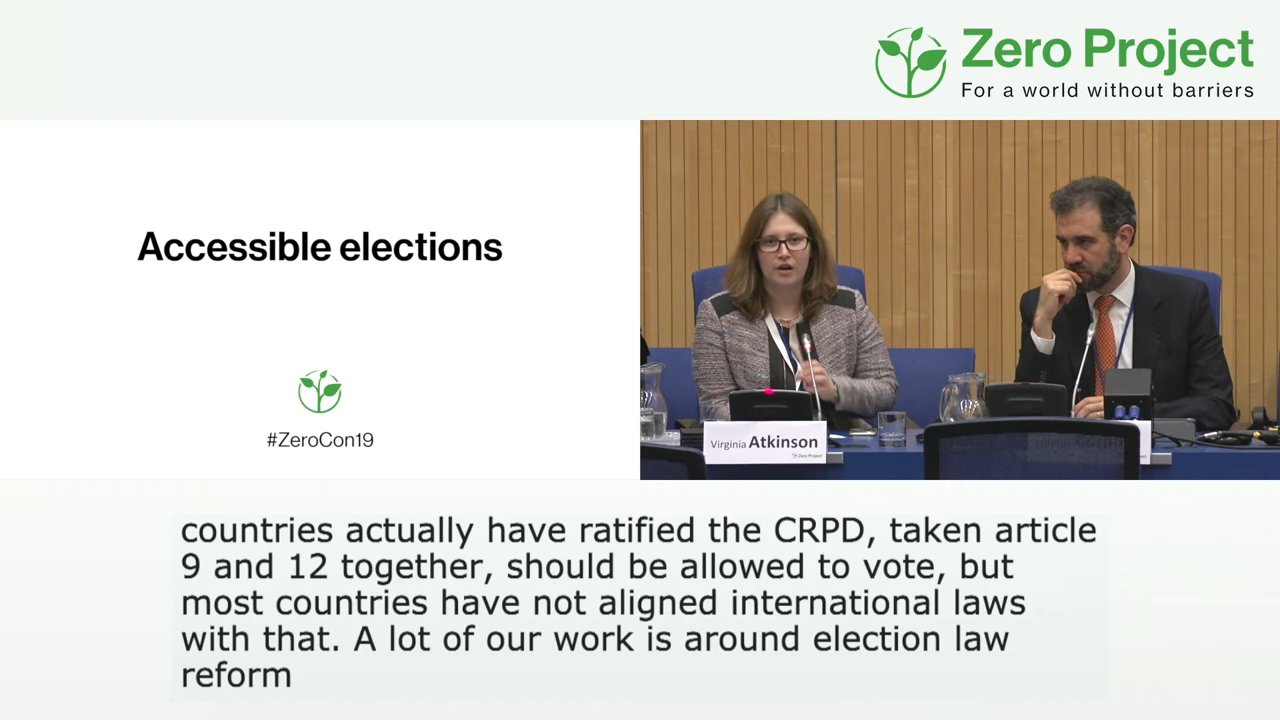 Zero Project
For a world without barriers
Accessible elections
#ZeroCon19
Virginia Atkinson
Zero Project
countries actually have ratified the CRPD, taken article
9 and 12 together, should be allowed to vote, but
most countries have not aligned international laws
with that. A lot of our work is around election law
reform